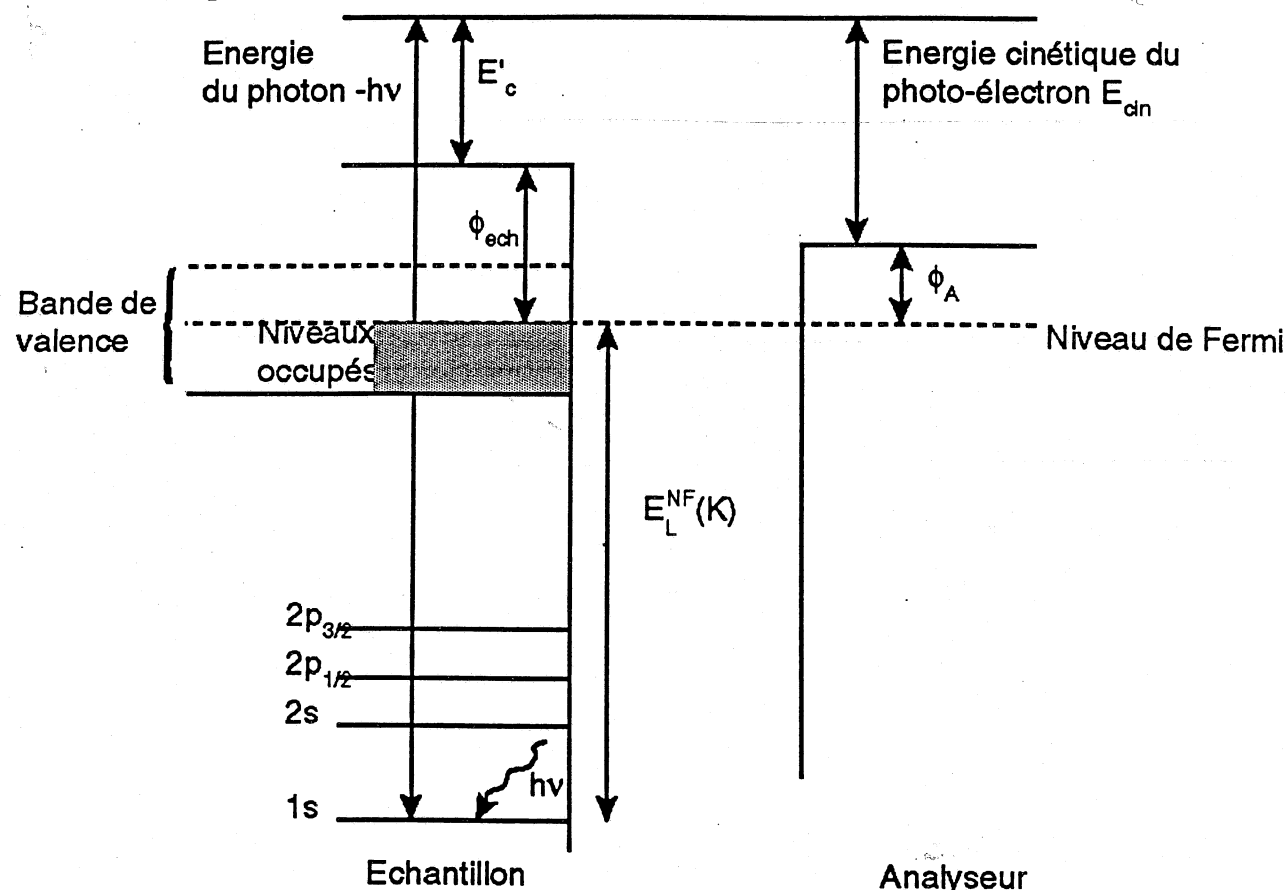 Energie
du photon -hν
E'c
Energie cinétique du
photo-électron Ecin
ϕech
ϕA
Bande de
valence
Niveaux
occupés
Niveau de Fermi
E_L^NF(K)
2p3/2
2p1/2
2s
hν
1s
Echantillon
Analyseur